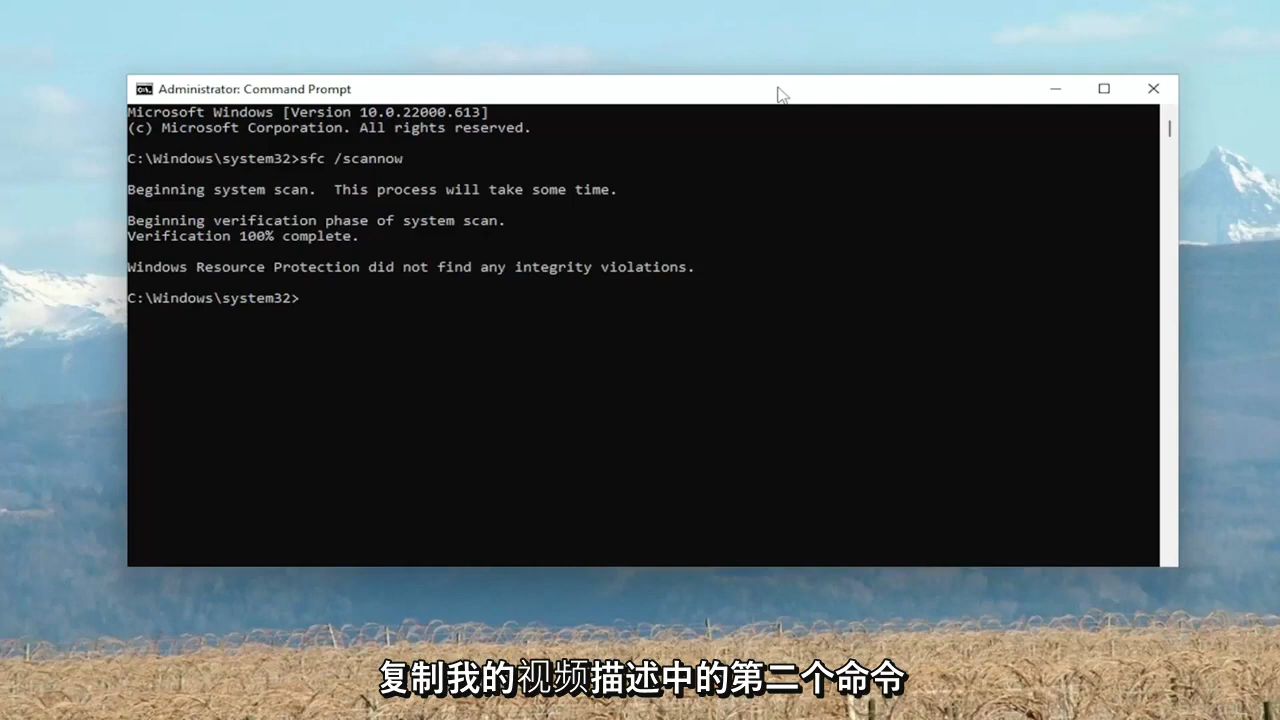 Administrator: Command Prompt
Microsoft Windows [Version 10.0.22000.613]
(c) Microsoft Corporation. All rights reserved.
C:\Windows\system32>sfc /scannow
Beginning system scan.  This process will take some time.
Beginning verification phase of system scan.
Verification 100% complete.
Windows Resource Protection did not find any integrity violations.
C:\Windows\system32>
复制我的视频描述中的第二个命令